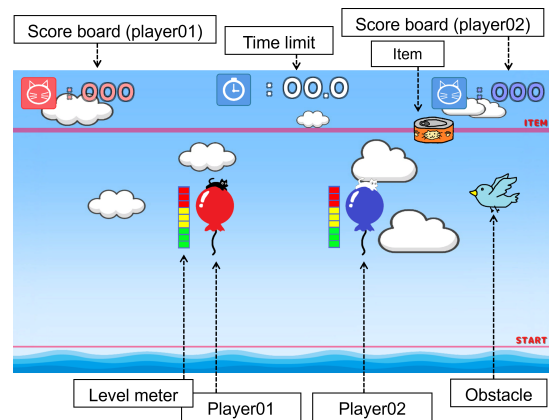 Score board (player01)
Score board (player02)
Time limit
Item
: 000
: 00.0
: 000
ITEM
START
Level meter
Player01
Player02
Obstacle